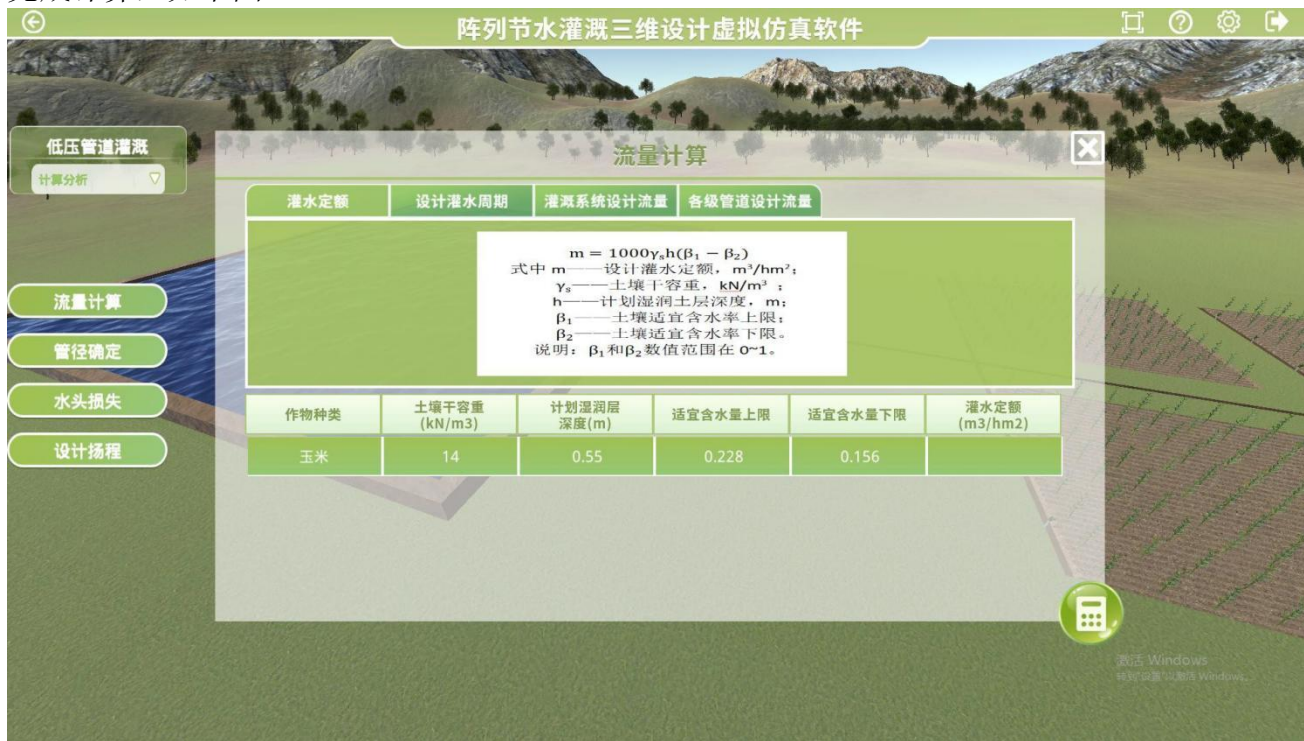 阵列节水灌溉三维设计虚拟仿真软件
低压管道灌溉
计算分析
流量计算
灌水定额 设计灌水周期 灌溉系统设计流量 各级管道设计流量
m = 1000γₛh(β₁ − β₂)
式中 m——设计灌水定额，m³/hm²；
γₛ——土壤干容重，kN/m³ ；
h——计划湿润土层深度，m；
β₁——土壤适宜含水率上限；
β₂——土壤适宜含水率下限。
说明：β₁和β₂数值范围在 0~1。
流量计算
管径确定
水头损失
设计扬程
作物种类 土壤干容重 计划湿润层 适宜含水量上限 适宜含水量下限 灌水定额
(kN/m3) 深度(m) (m3/hm2)
玉米 14 0.55 0.228 0.156
激活 Windows
转到"设置"以激活 Windows。